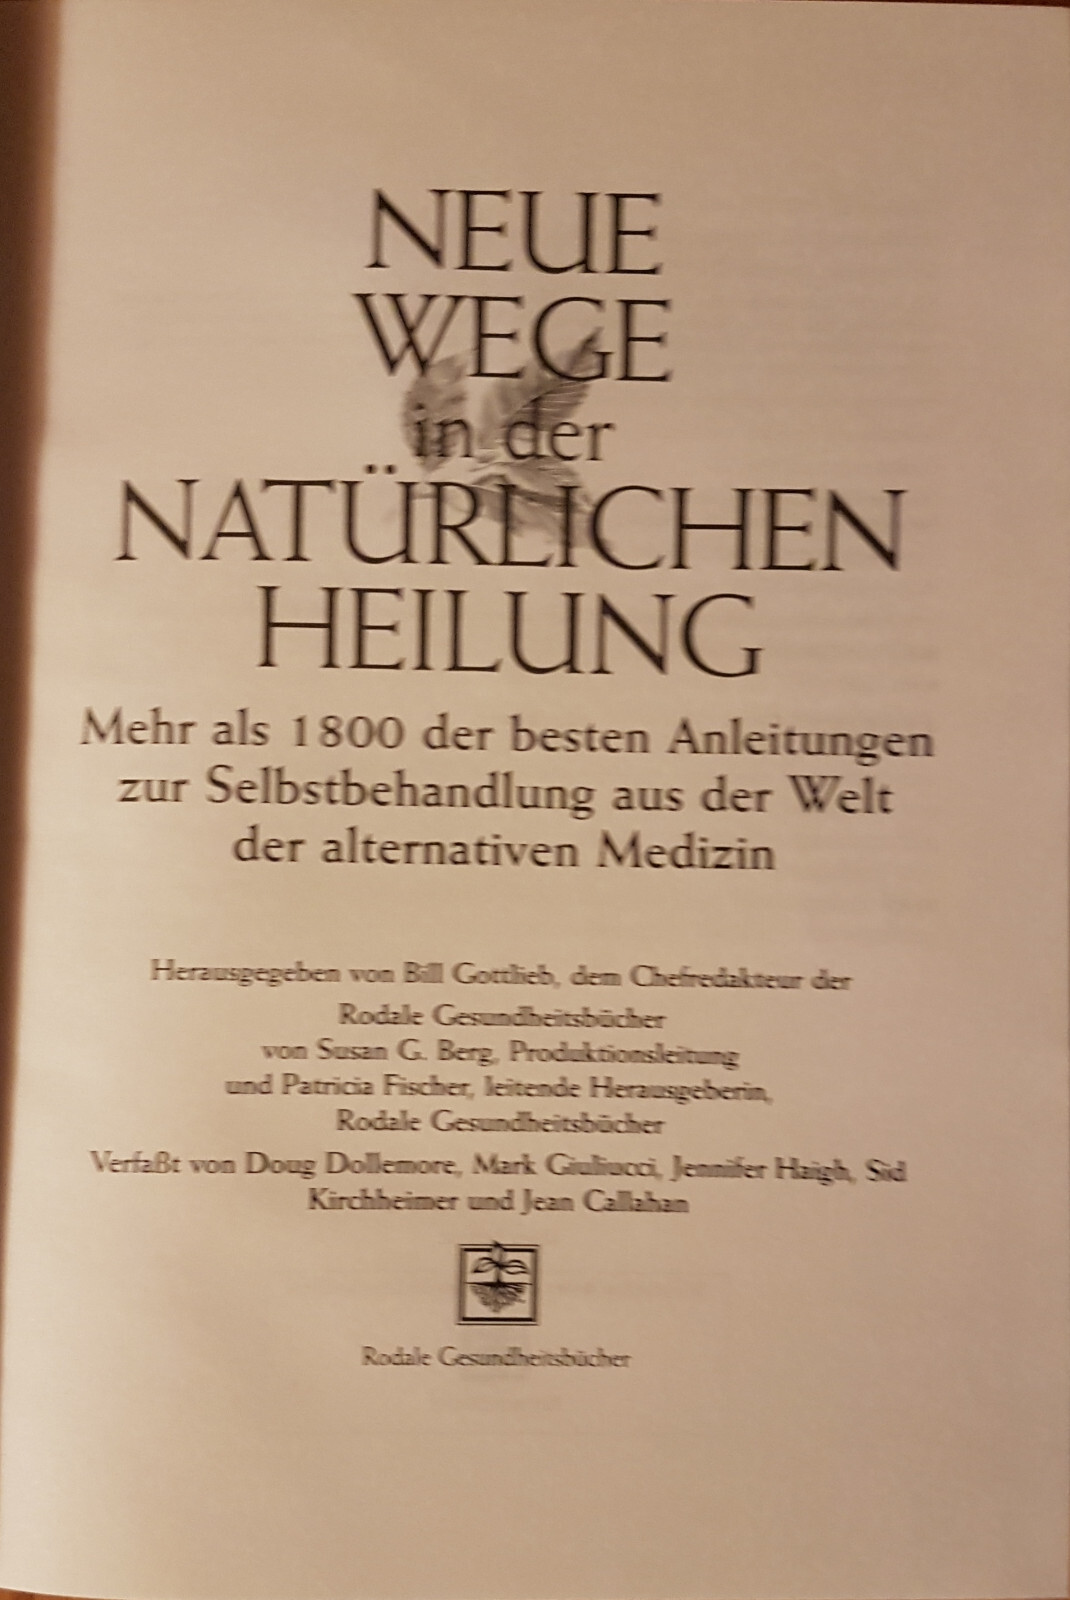 NEUE
WEGE
in der
NATÜRLICHEN
HEILUNG
Mehr als 1800 der besten Anleitungen
zur Selbstbehandlung aus der Welt
der alternativen Medizin
Herausgegeben von Bill Gottlieb, dem Chefredakteur der
Rodale Gesundheitsbücher
von Susan G. Berg, Produktionsleitung
und Patricia Fischer, leitende Herausgeberin,
Rodale Gesundheitsbücher
Verfaßt von Doug Dollemore, Mark Giuliucci, Jennifer Haigh, Sid
Kirchheimer und Jean Callahan
Rodale Gesundheitsbücher